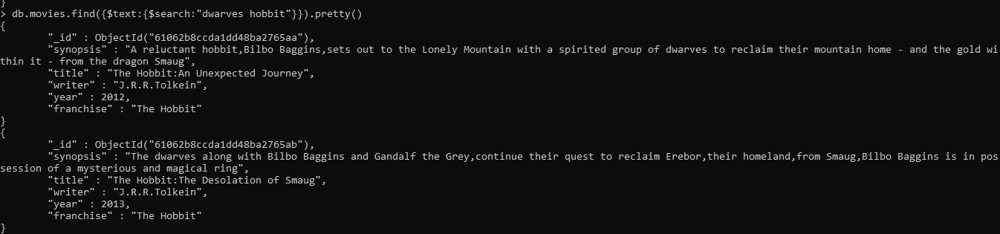 }
> db.movies.find({$text:{$search:"dwarves hobbit"}}).pretty()
{
        "_id" : ObjectId("61062b8ccda1dd48ba2765aa"),
        "synopsis" : "A reluctant hobbit,Bilbo Baggins,sets out to the Lonely Mountain with a spirited group of dwarves to reclaim their mountain home - and the gold wi
thin it - from the dragon Smaug",
        "title" : "The Hobbit:An Unexpected Journey",
        "writer" : "J.R.R.Tolkein",
        "year" : 2012,
        "franchise" : "The Hobbit"
}
{
        "_id" : ObjectId("61062b8ccda1dd48ba2765ab"),
        "synopsis" : "The dwarves along with Bilbo Baggins and Gandalf the Grey,continue their quest to reclaim Erebor,their homeland,from Smaug,Bilbo Baggins is in pos
session of a mysterious and magical ring",
        "title" : "The Hobbit:The Desolation of Smaug",
        "writer" : "J.R.R.Tolkein",
        "year" : 2013,
        "franchise" : "The Hobbit"
}